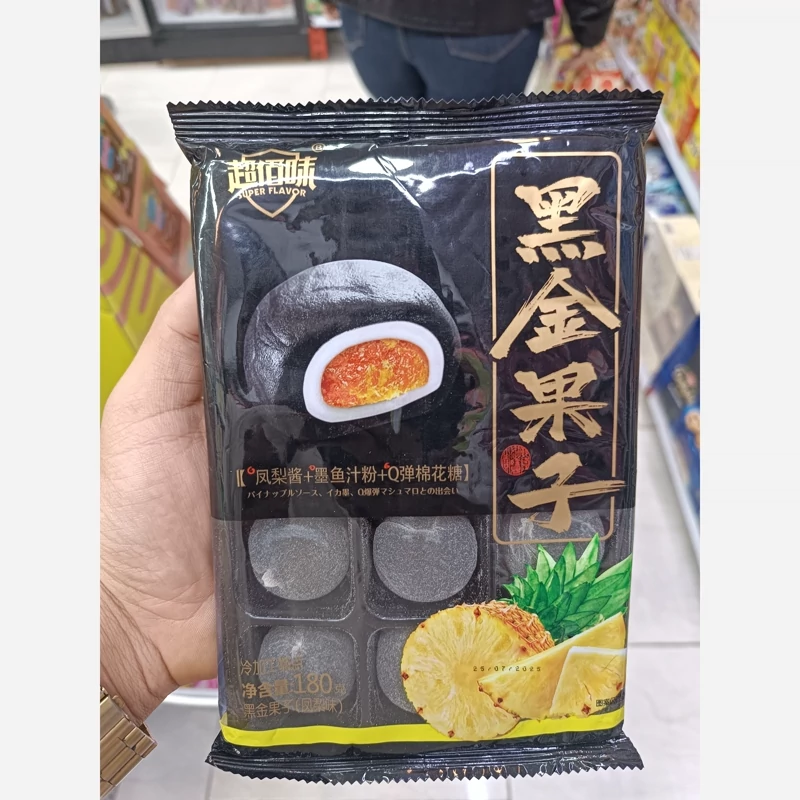 超佰味
SUPER FLAVOR
黑金果子
【凤梨酱+墨鱼汁粉+Q弹棉花糖】
パイナップルソース、イカ墨、Q爆弾マシュマロとの出会い
净含量:180克
黑金果子(凤梨味)